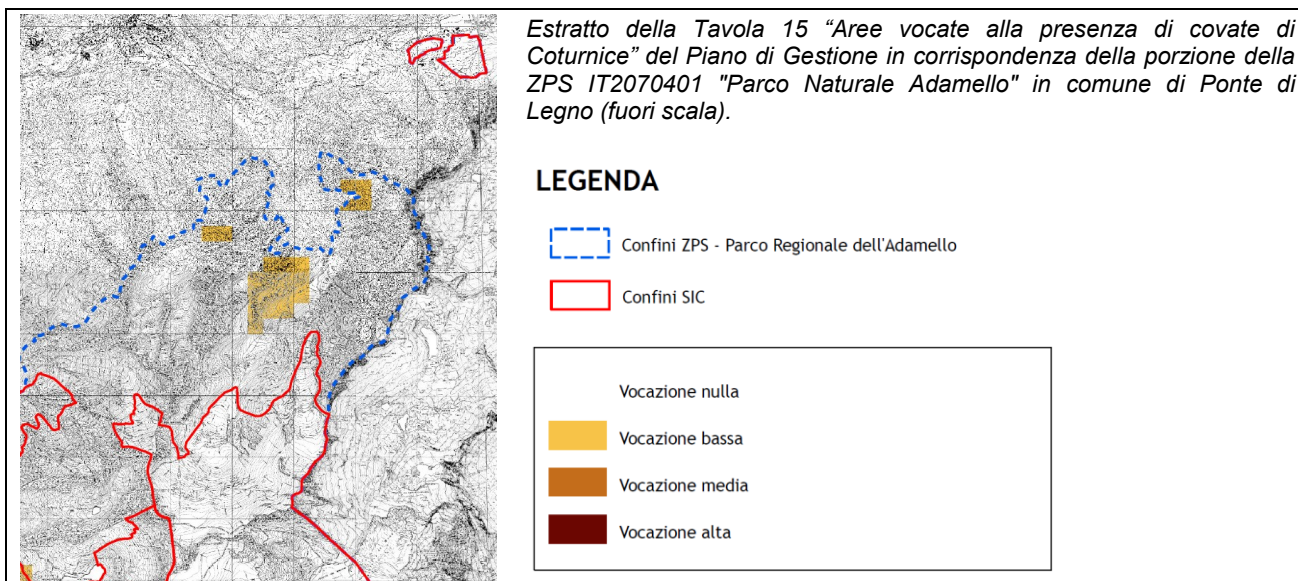 Estratto della Tavola 15 “Aree vocate alla presenza di covate di
Coturnice” del Piano di Gestione in corrispondenza della porzione della
ZPS IT2070401 "Parco Naturale Adamello" in comune di Ponte di
Legno (fuori scala).
LEGENDA
Confini ZPS - Parco Regionale dell'Adamello
Confini SIC
Vocazione nulla
Vocazione bassa
Vocazione media
Vocazione alta